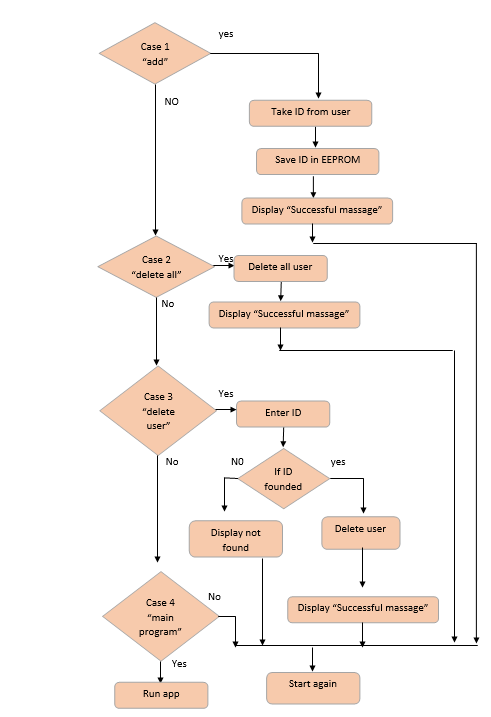 Case 1
“add”
yes
NO
Take ID from user
Save ID in EEPROM
Display “Successful massage”
Case 2
“delete all”
Yes
Delete all user
No
Display “Successful massage”
Case 3
“delete
user”
Yes
Enter ID
No
N0
If ID
founded
yes
Display not
found
Delete user
Case 4
“main
program”
No
Display “Successful massage”
Yes
Run app
Start again